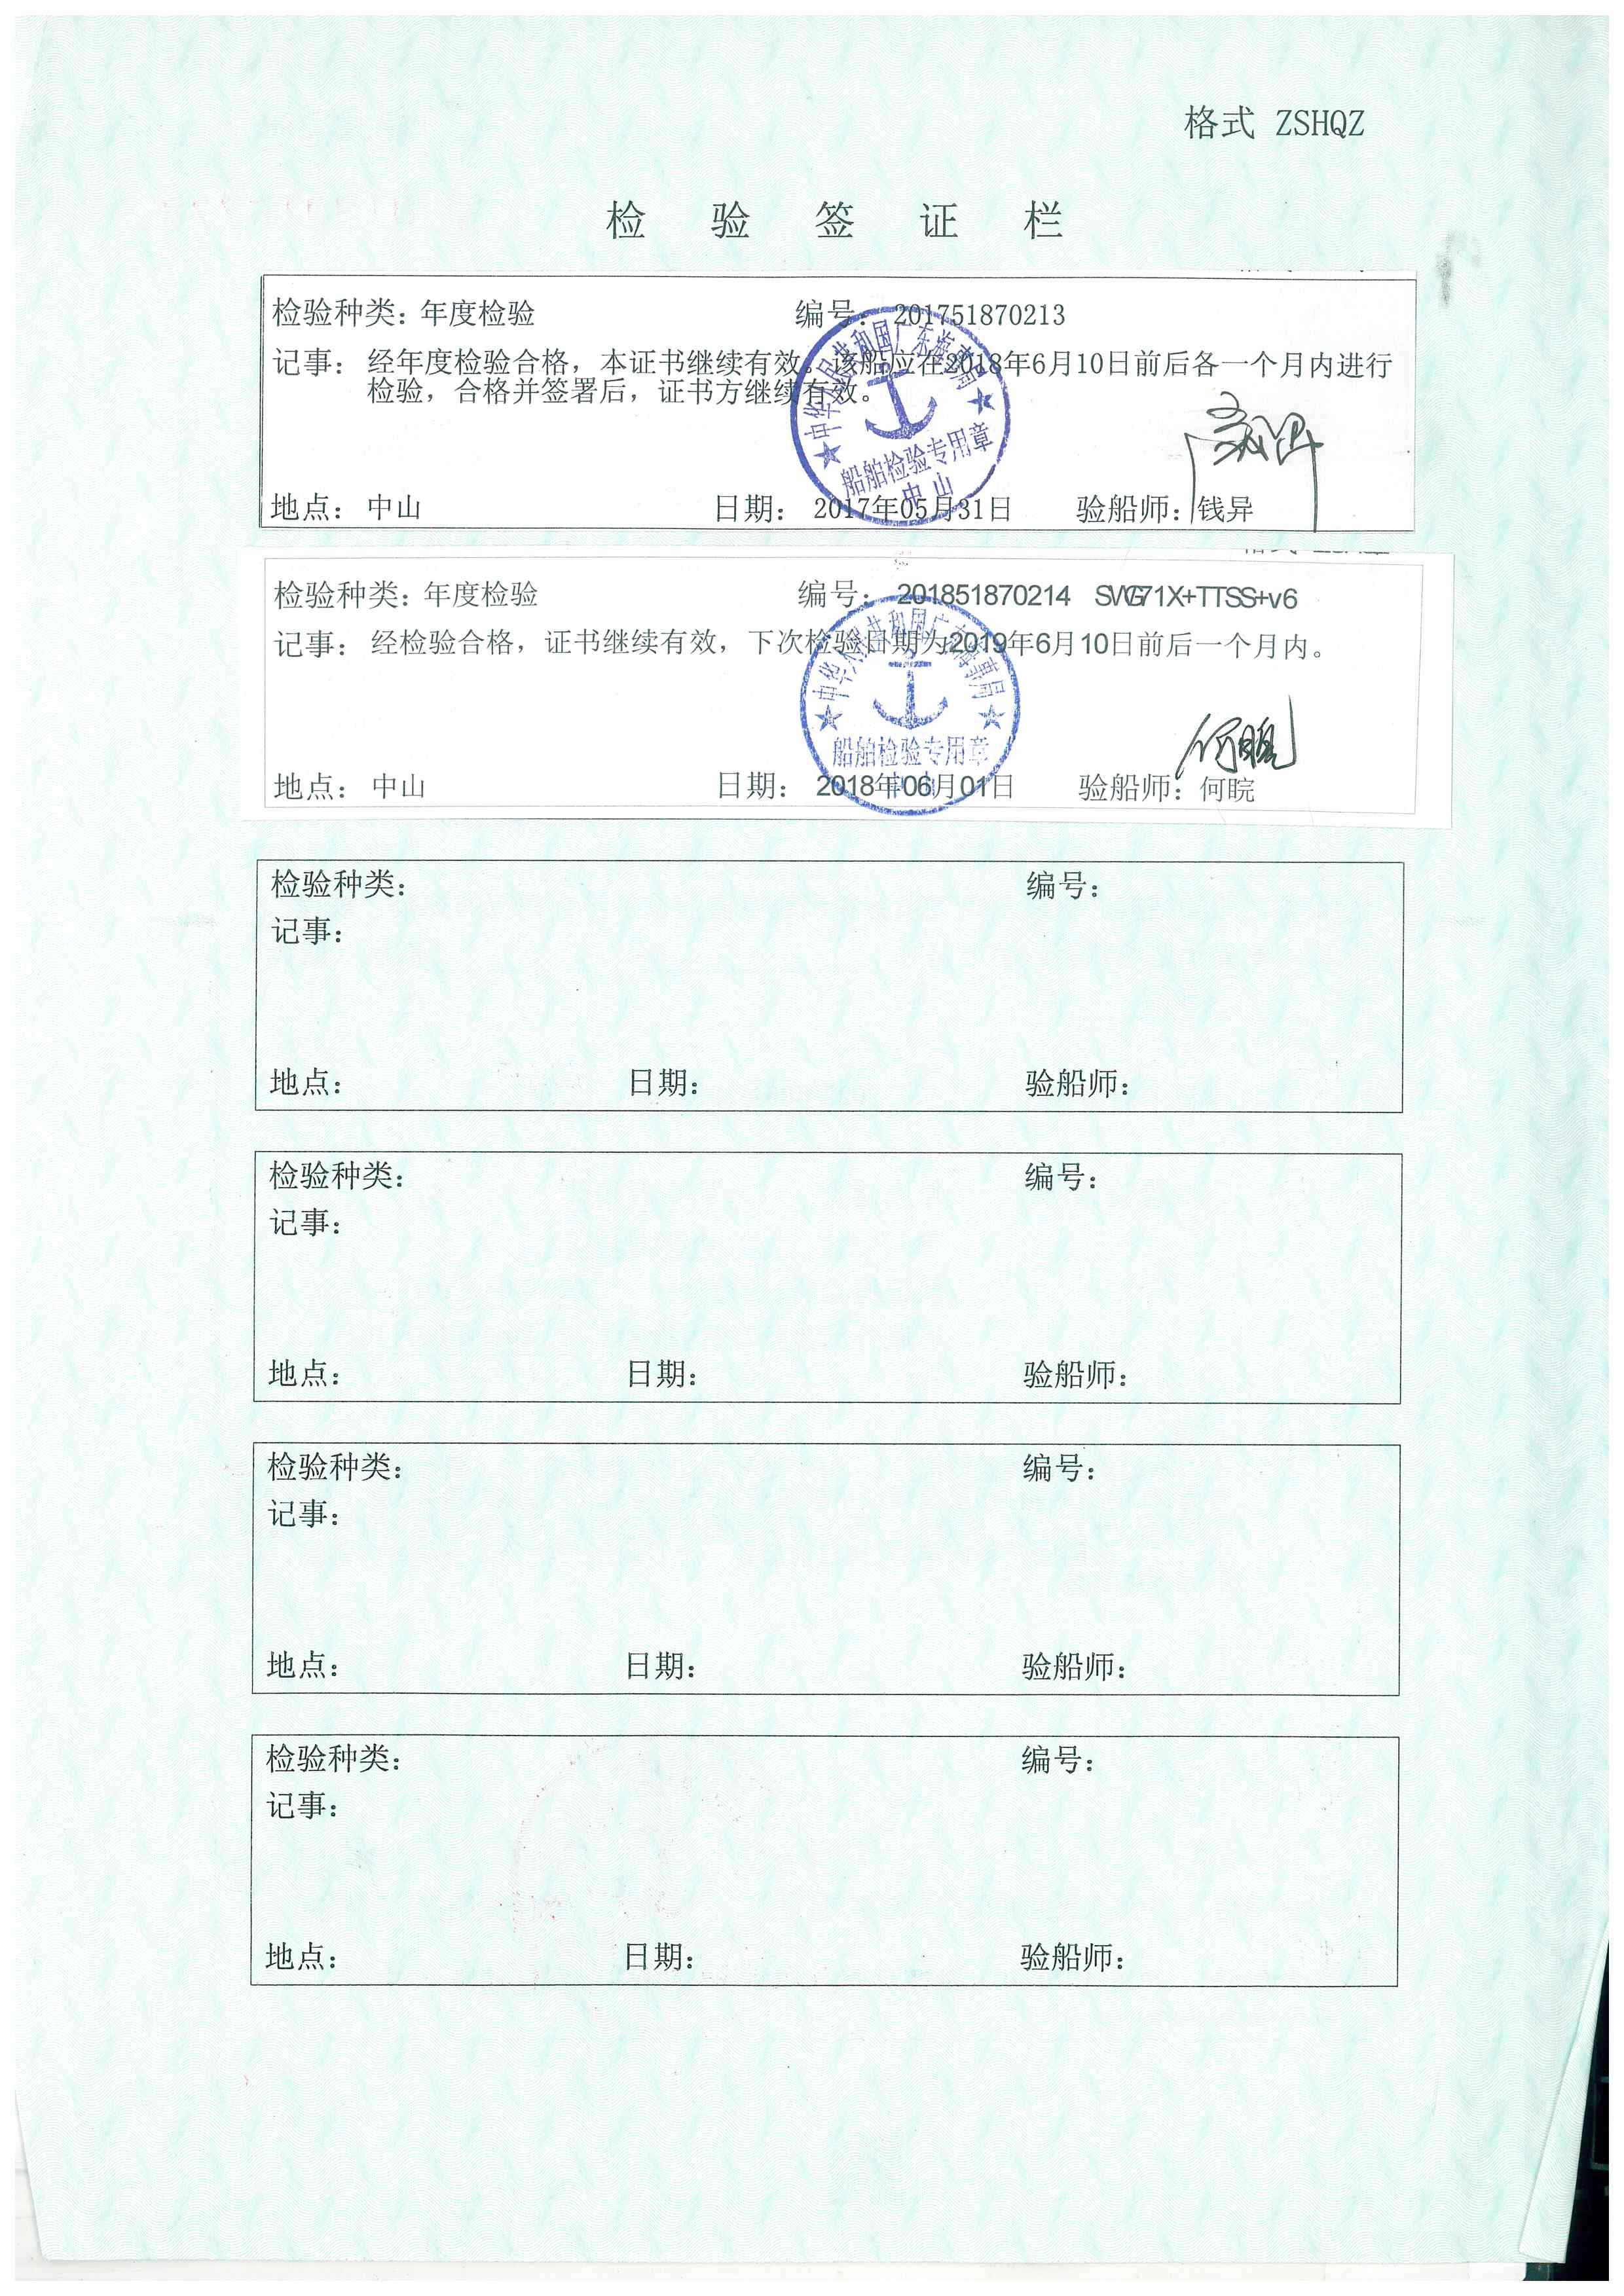 格式 ZSHQZ
检验签证栏
检验种类：年度检验 编号：201751870213
记事：经年度检验合格，本证书继续有效。该船应在2018年6月10日前后各一个月内进行
检验，合格并签署后，证书方继续有效。
中华人民共和国广东海事局
船舶检验专用章
中山
地点：中山 日期：2017年05月31日 验船师：钱异
检验种类：年度检验 编号：201851870214 SWG71X+TTSS+v6
记事：经检验合格，证书继续有效，下次检验日期为2019年6月10日前后一个月内。
中华人民共和国广东海事局
船舶检验专用章
中山
何睆
地点：中山 日期：2018年06月01日 验船师：何睆
检验种类： 编号：
记事：
地点： 日期： 验船师：
检验种类： 编号：
记事：
地点： 日期： 验船师：
检验种类： 编号：
记事：
地点： 日期： 验船师：
检验种类： 编号：
记事：
地点： 日期： 验船师：